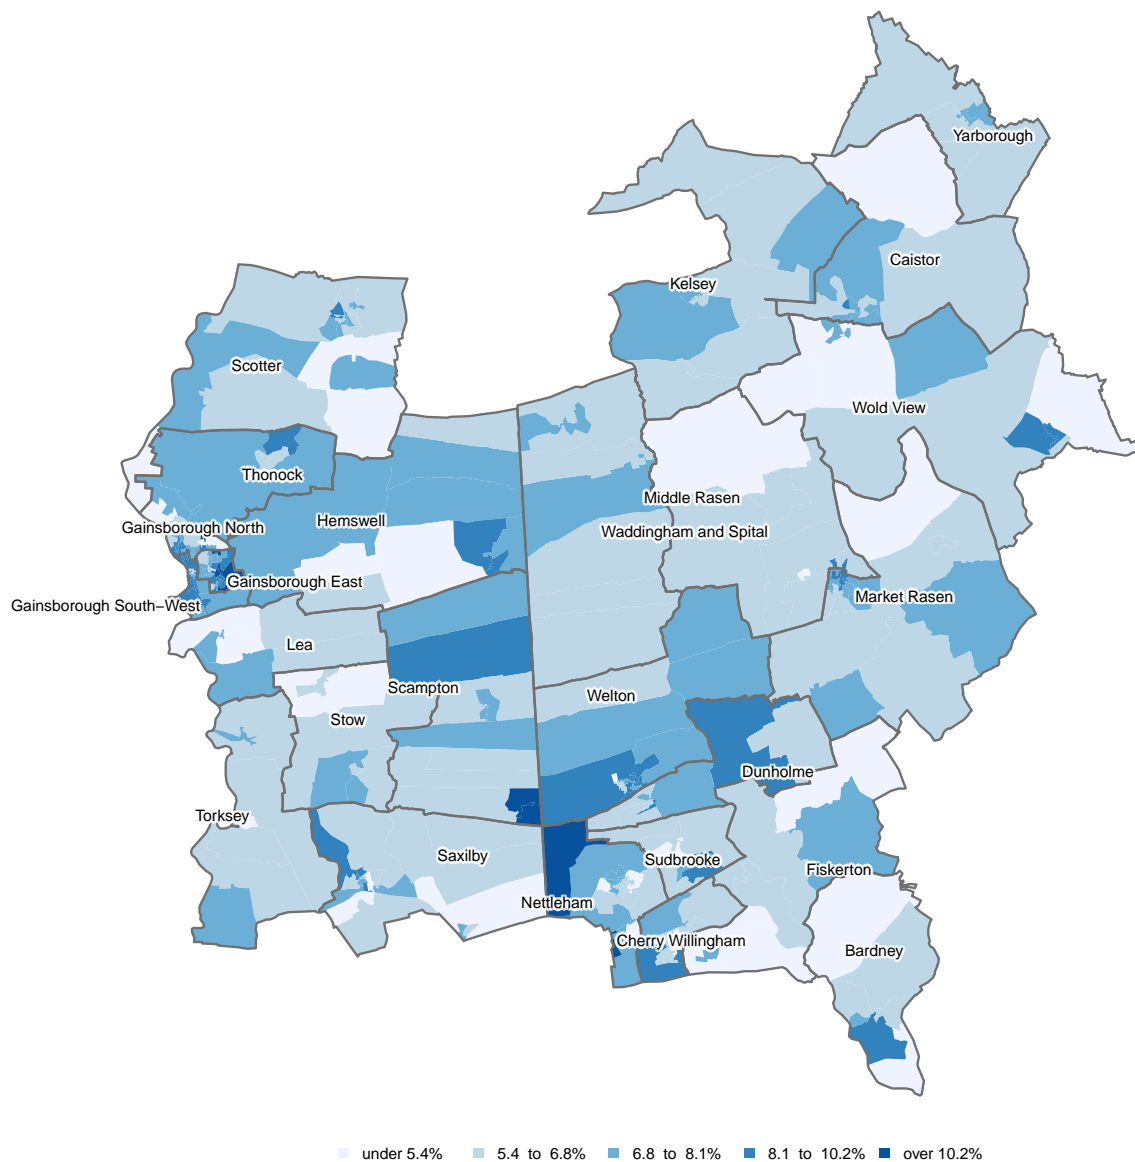 Yarborough
Caistor
Kelsey
Scotter
Wold View
Thonock
Middle Rasen
Hemswell
Gainsborough North
Waddingham and Spital
Gainsborough East
Market Rasen
Gainsborough South−West
Lea
Scampton
Welton
Stow
Dunholme
Torksey
Saxilby
Sudbrooke
Fiskerton
Nettleham
Cherry Willingham
Bardney
under 5.4% 5.4 to 6.8% 6.8 to 8.1% 8.1 to 10.2% over 10.2%